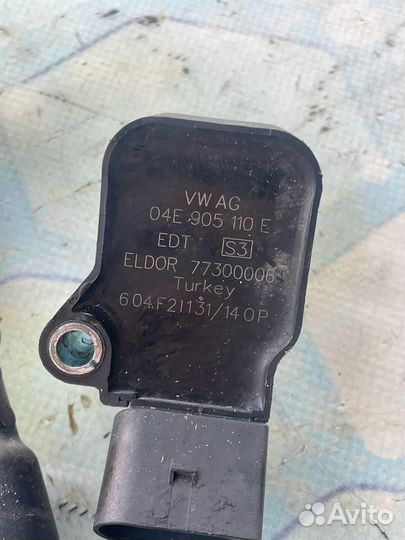 VW AG
04E 905 110 E
EDT S3
ELDOR 77300006
Turkey
604F21131/140P
Avito